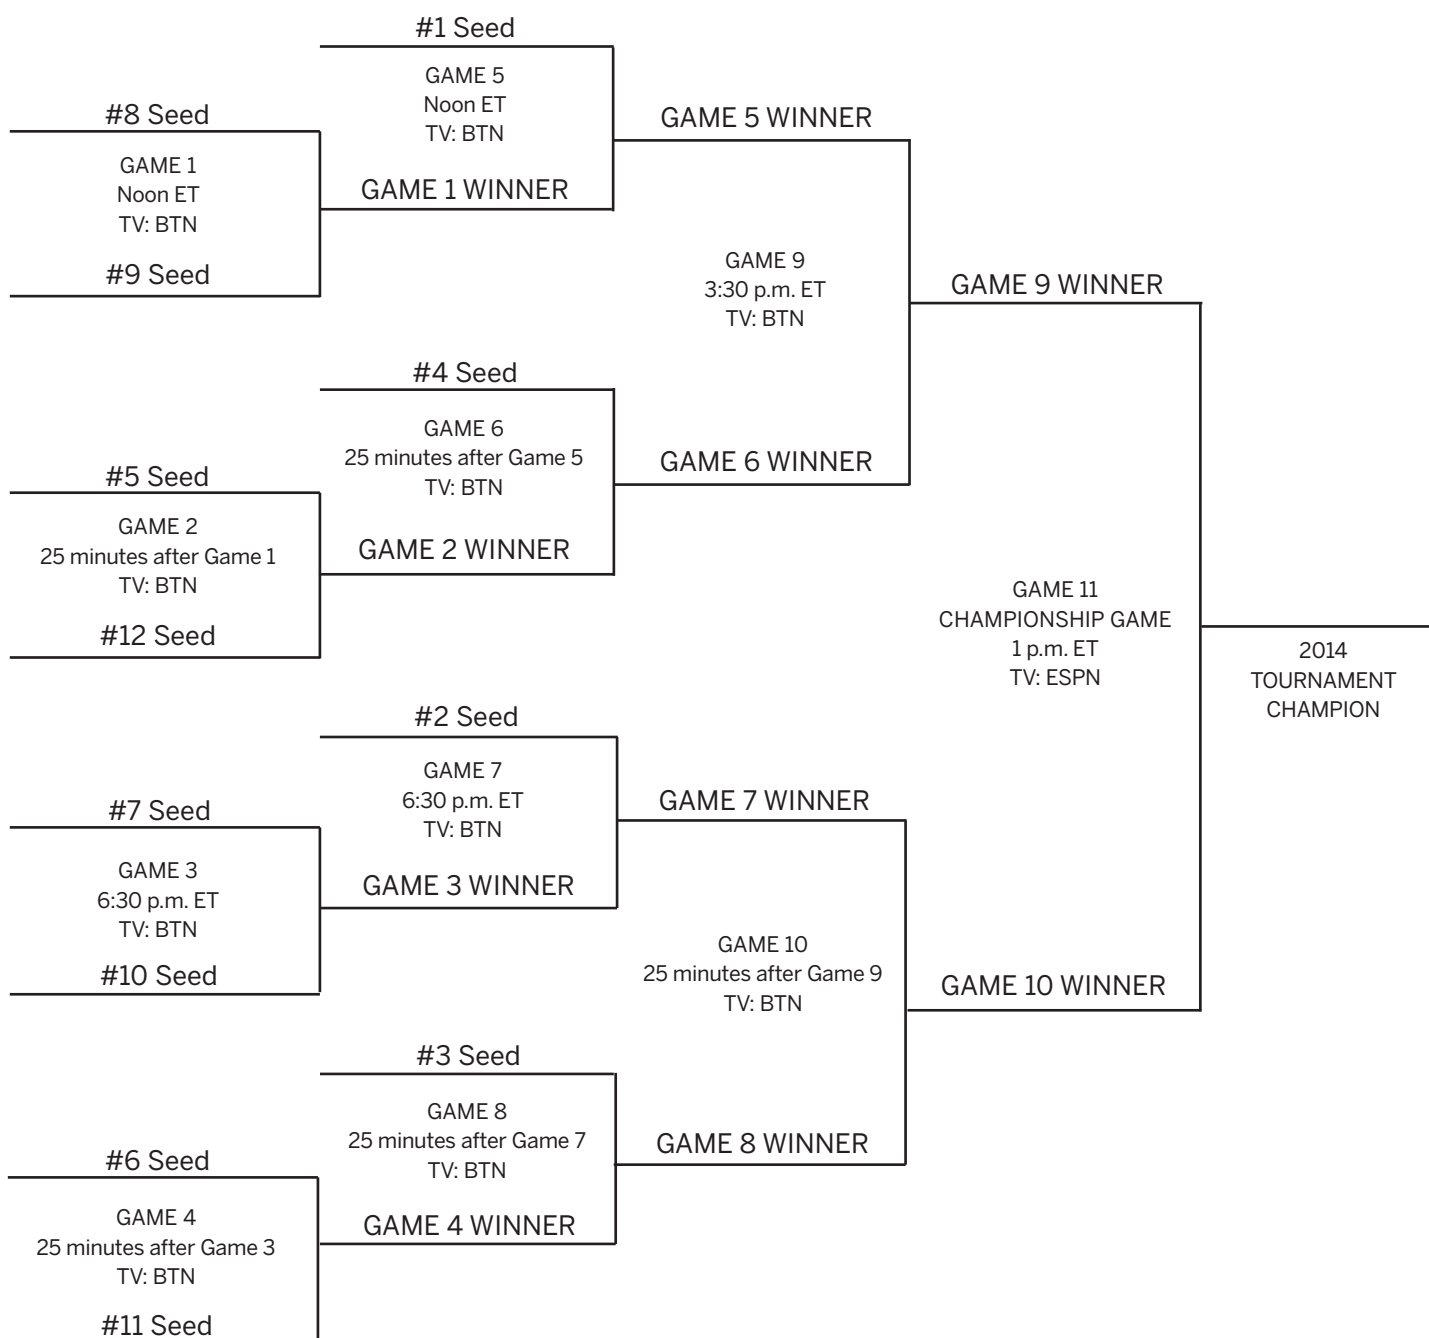 #1 Seed
GAME 5
Noon ET
TV: BTN
#8 Seed
GAME 5 WINNER
GAME 1
Noon ET
TV: BTN
GAME 1 WINNER
#9 Seed
GAME 9
3:30 p.m. ET
TV: BTN
GAME 9 WINNER
#4 Seed
GAME 6
25 minutes after Game 5
TV: BTN
GAME 6 WINNER
#5 Seed
GAME 2
25 minutes after Game 1
TV: BTN
GAME 2 WINNER
#12 Seed
GAME 11
CHAMPIONSHIP GAME
1 p.m. ET
TV: ESPN
2014
TOURNAMENT
CHAMPION
#2 Seed
GAME 7
6:30 p.m. ET
TV: BTN
#7 Seed
GAME 7 WINNER
GAME 3
6:30 p.m. ET
TV: BTN
GAME 3 WINNER
#10 Seed
GAME 10
25 minutes after Game 9
TV: BTN
GAME 10 WINNER
#3 Seed
GAME 8
25 minutes after Game 7
TV: BTN
GAME 8 WINNER
#6 Seed
GAME 4
25 minutes after Game 3
TV: BTN
GAME 4 WINNER
#11 Seed